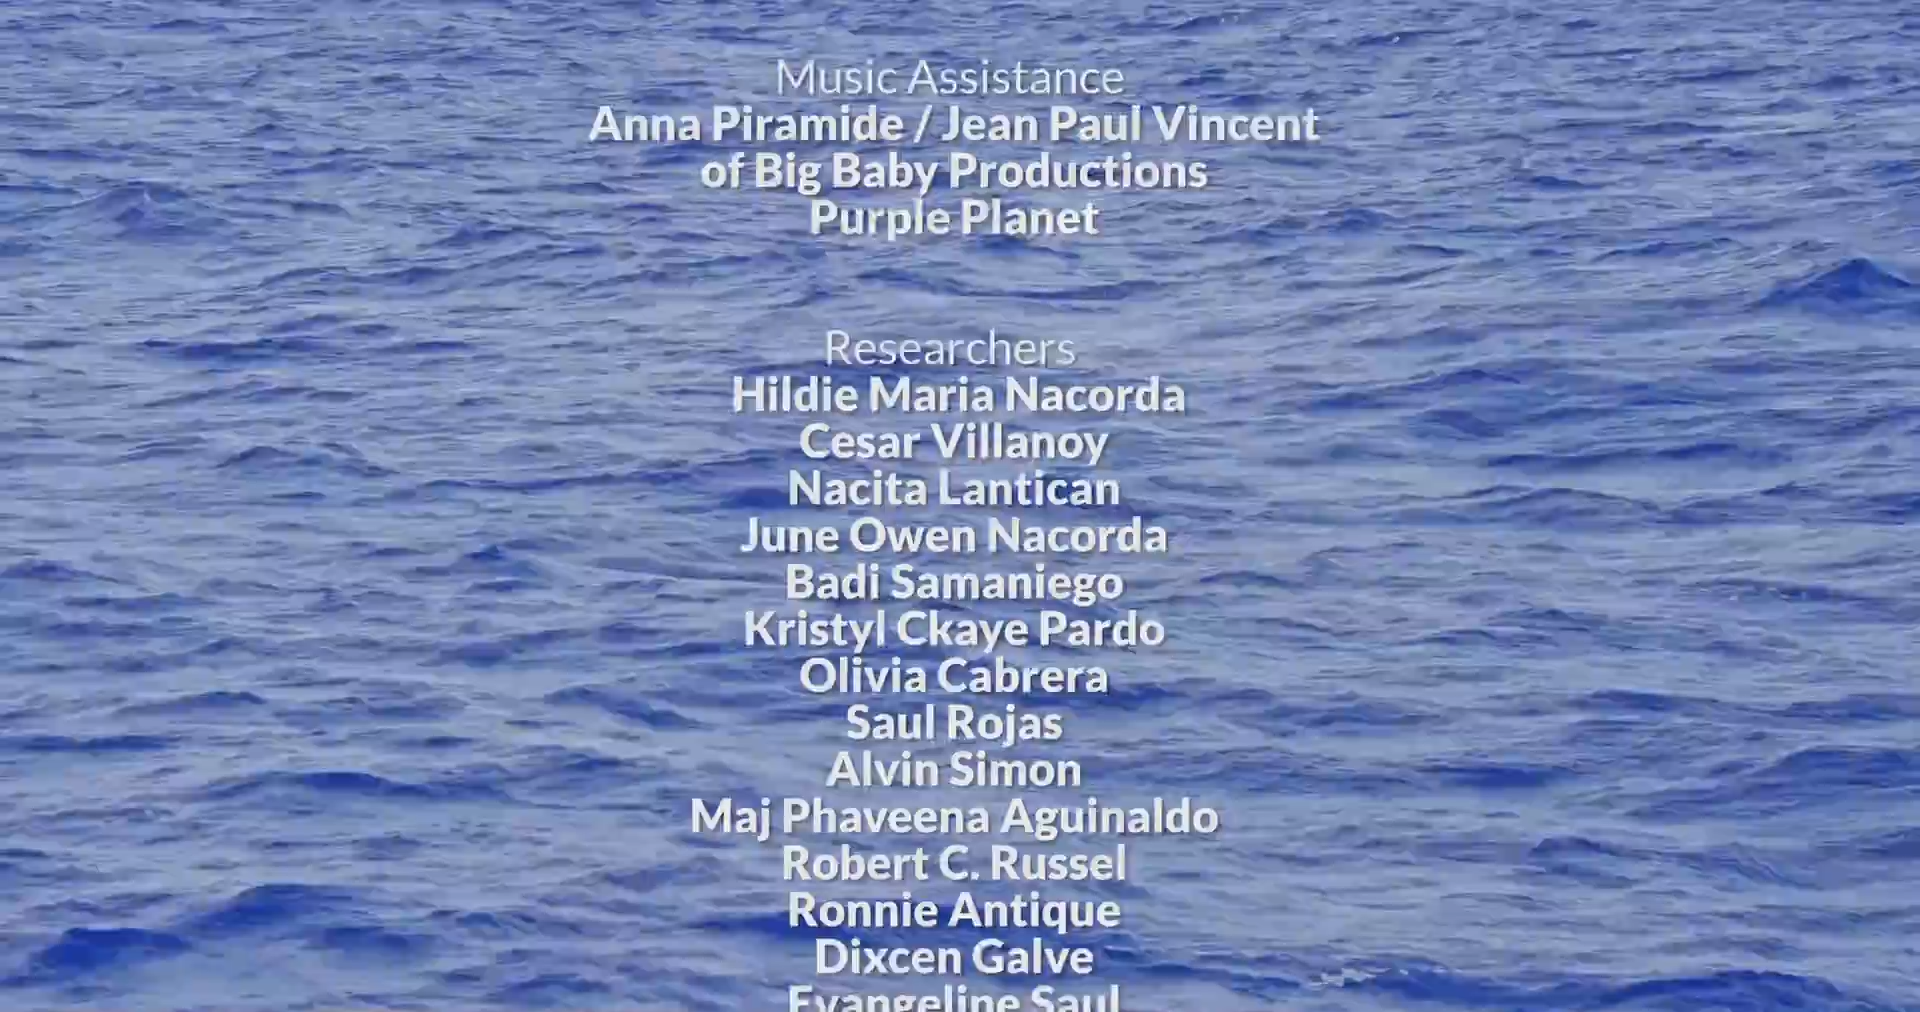 Music Assistance
Anna Piramide / Jean Paul Vincent
of Big Baby Productions
Purple Planet
Researchers
Hildie Maria Nacorda
Cesar Villanoy
Nacita Lantican
June Owen Nacorda
Badi Samaniego
Kristyl Ckaye Pardo
Olivia Cabrera
Saul Rojas
Alvin Simon
Maj Phaveena Aguinaldo
Robert C. Russel
Ronnie Antique
Dixcen Galve
Evangeline Saul